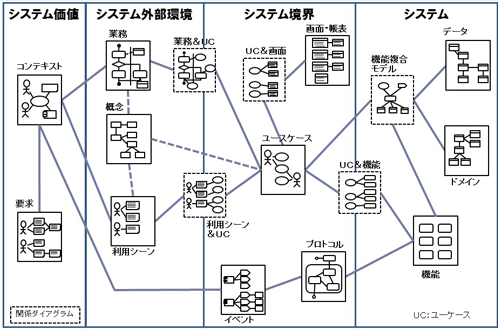 システム価値
システム外部環境
システム境界
システム
コンテキスト
業務
業務＆UC
UC＆画面
画面・帳表
機能複合
モデル
データ
概念
ユースケース
UC＆機能
ドメイン
要求
利用シーン
利用シーン
＆UC
イベント
プロトコル
機能
関係ダイアグラム
UC：ユーケース